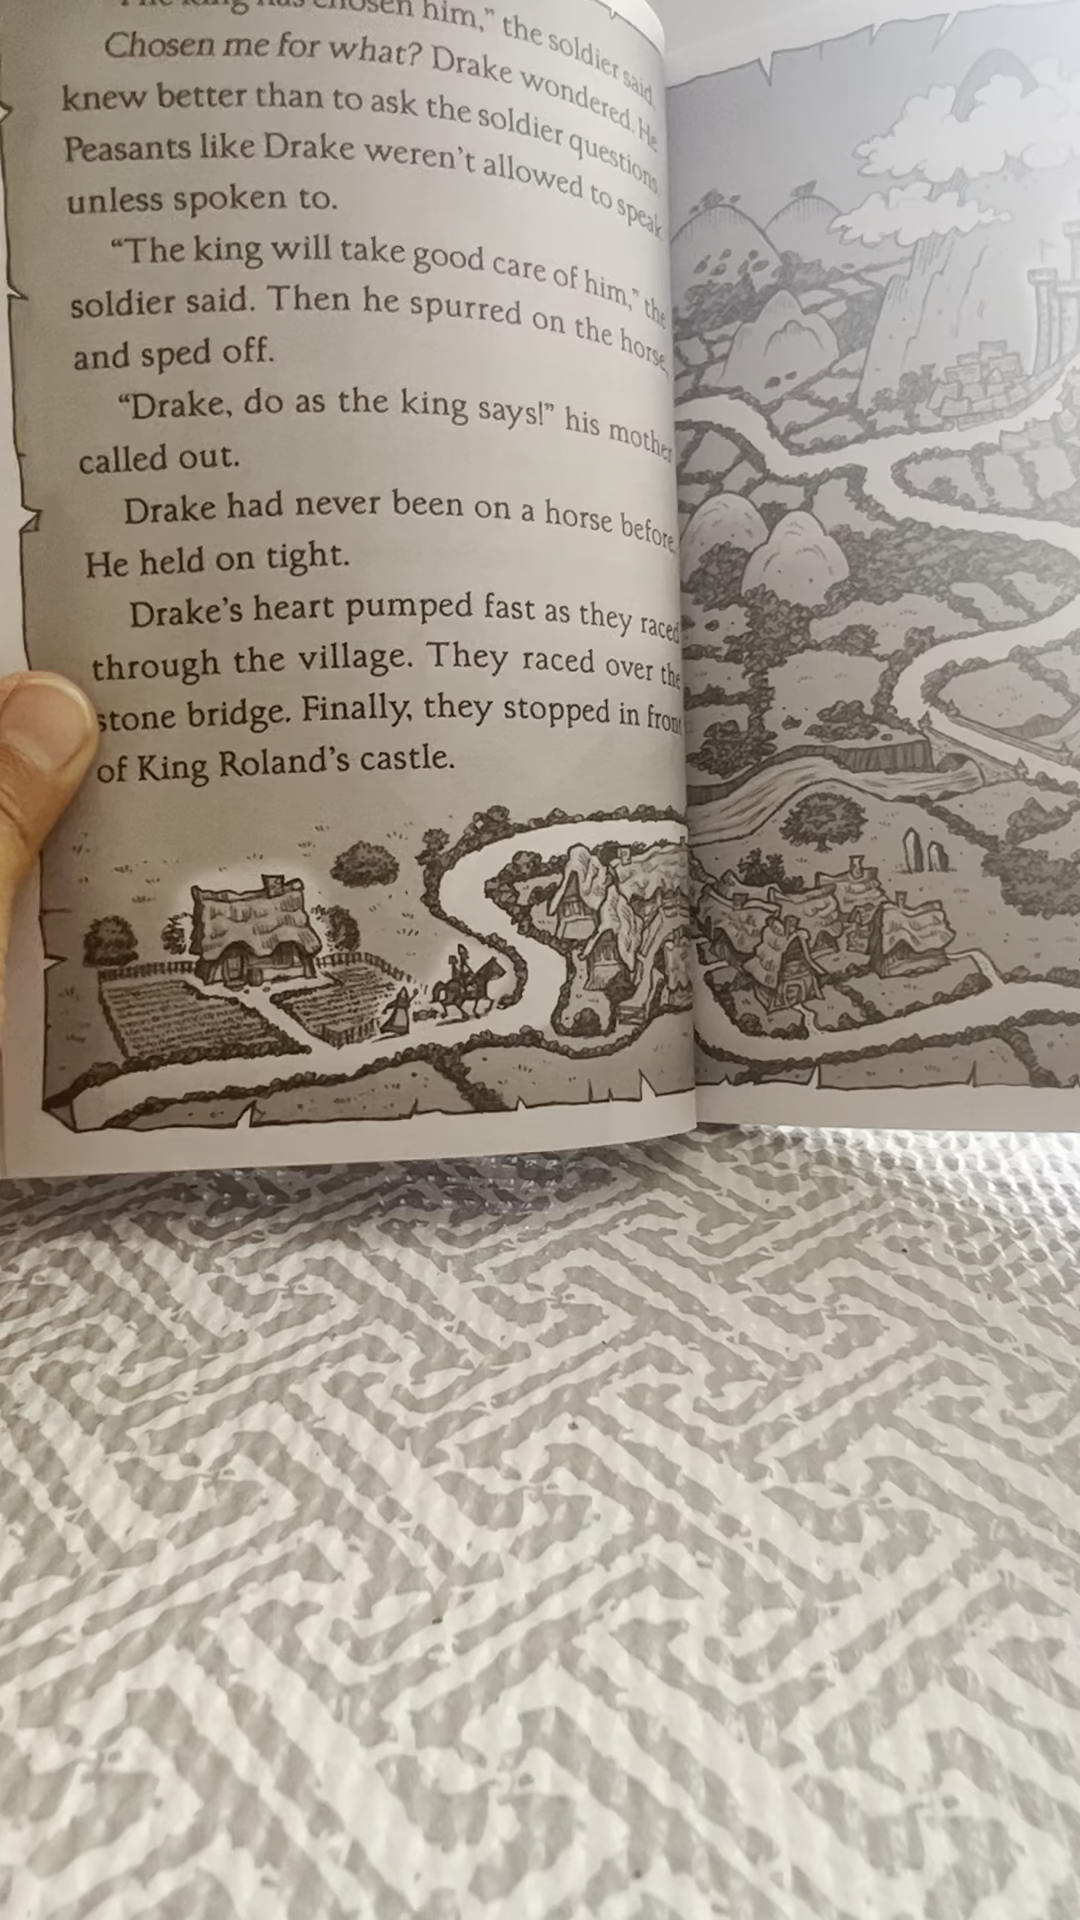 The king has chosen him,” the soldier said.
Chosen me for what? Drake wondered. He
knew better than to ask the soldier questions.
Peasants like Drake weren’t allowed to speak
unless spoken to.
“The king will take good care of him,” the
soldier said. Then he spurred on the horse,
and sped off.
“Drake, do as the king says!” his mother
called out.
Drake had never been on a horse before.
He held on tight.
Drake’s heart pumped fast as they raced
through the village. They raced over the
stone bridge. Finally, they stopped in front
of King Roland’s castle.